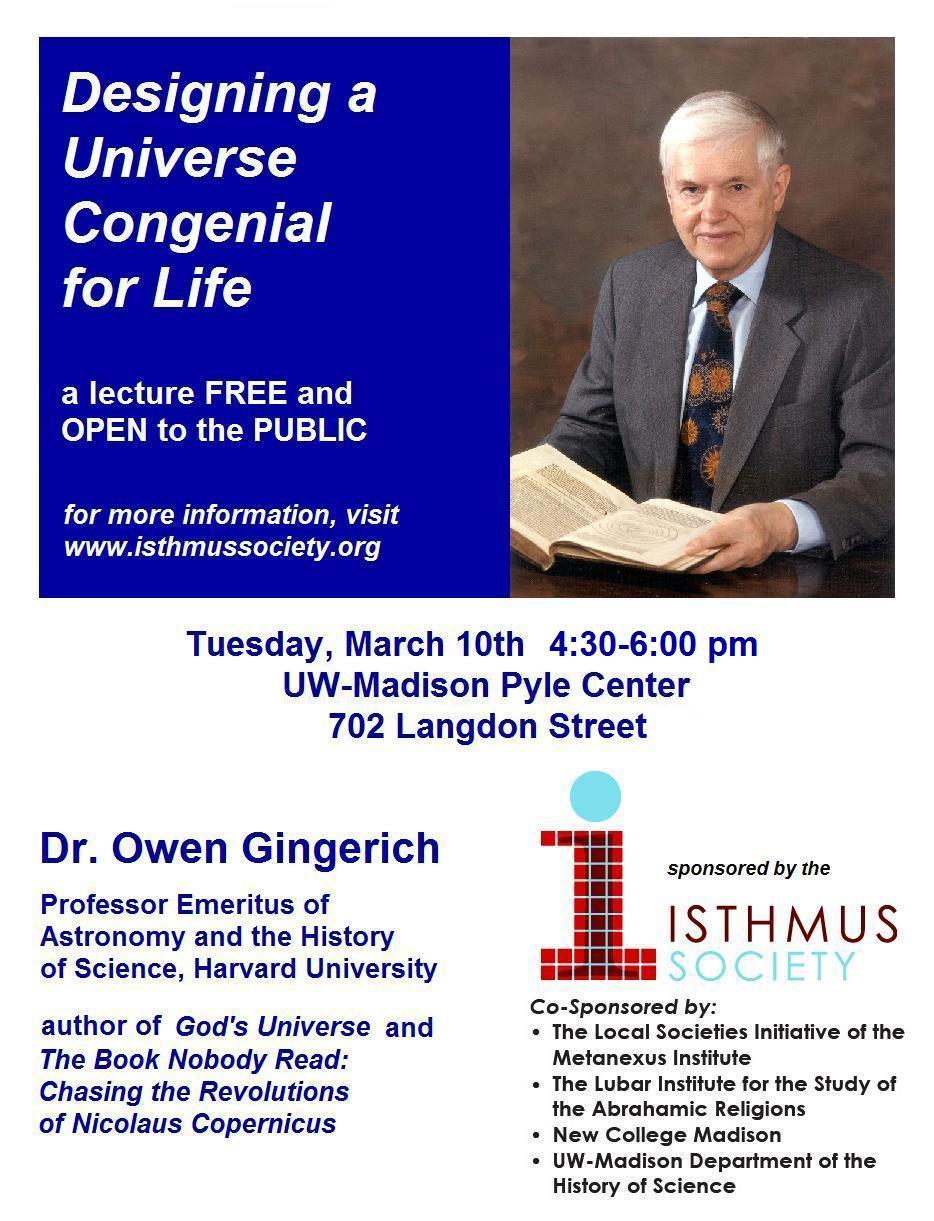 Designing a
Universe
Congenial
for Life
a lecture FREE and
OPEN to the PUBLIC
for more information, visit
www.isthmussociety.org
Tuesday, March 10th 4:30-6:00 pm
UW-Madison Pyle Center
702 Langdon Street
Dr. Owen Gingerich
Professor Emeritus of
Astronomy and the History
of Science, Harvard University
author of God's Universe and
The Book Nobody Read:
Chasing the Revolutions
of Nicolaus Copernicus
i
sponsored by the
ISTHMUS
SOCIETY
Co-Sponsored by:
• The Local Societies Initiative of the
Metanexus Institute
• The Lubar Institute for the Study of
the Abrahamic Religions
• New College Madison
• UW-Madison Department of the
History of Science